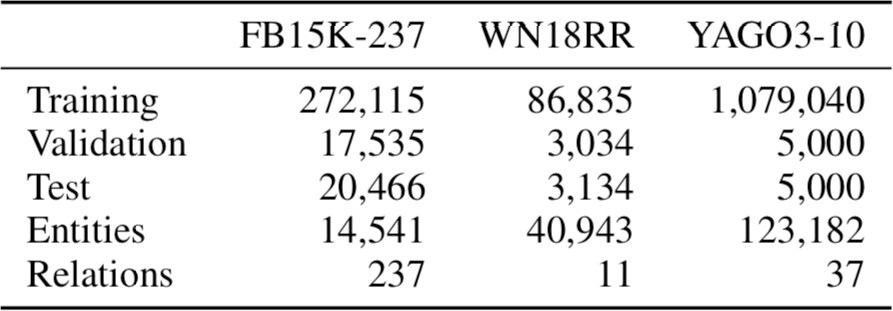 FB15K-237 WN18RR YAGO3-10
Training 272,115 86,835 1,079,040
Validation 17,535 3,034 5,000
Test 20,466 3,134 5,000
Entities 14,541 40,943 123,182
Relations 237 11 37